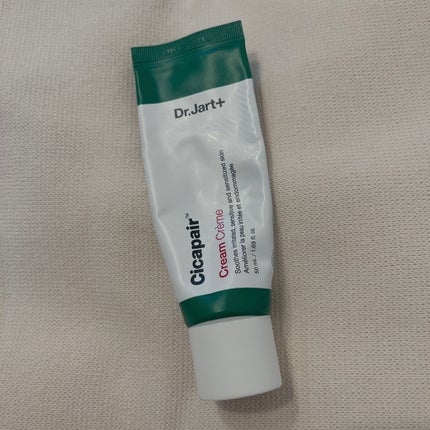 Dr.Jart+
Cicapair™
Cream Crème
Soothes irritated, sensitive and sensitized skin
Améliorer la peau irritée et endommagée
50 mL / 1.69 fl. oz.